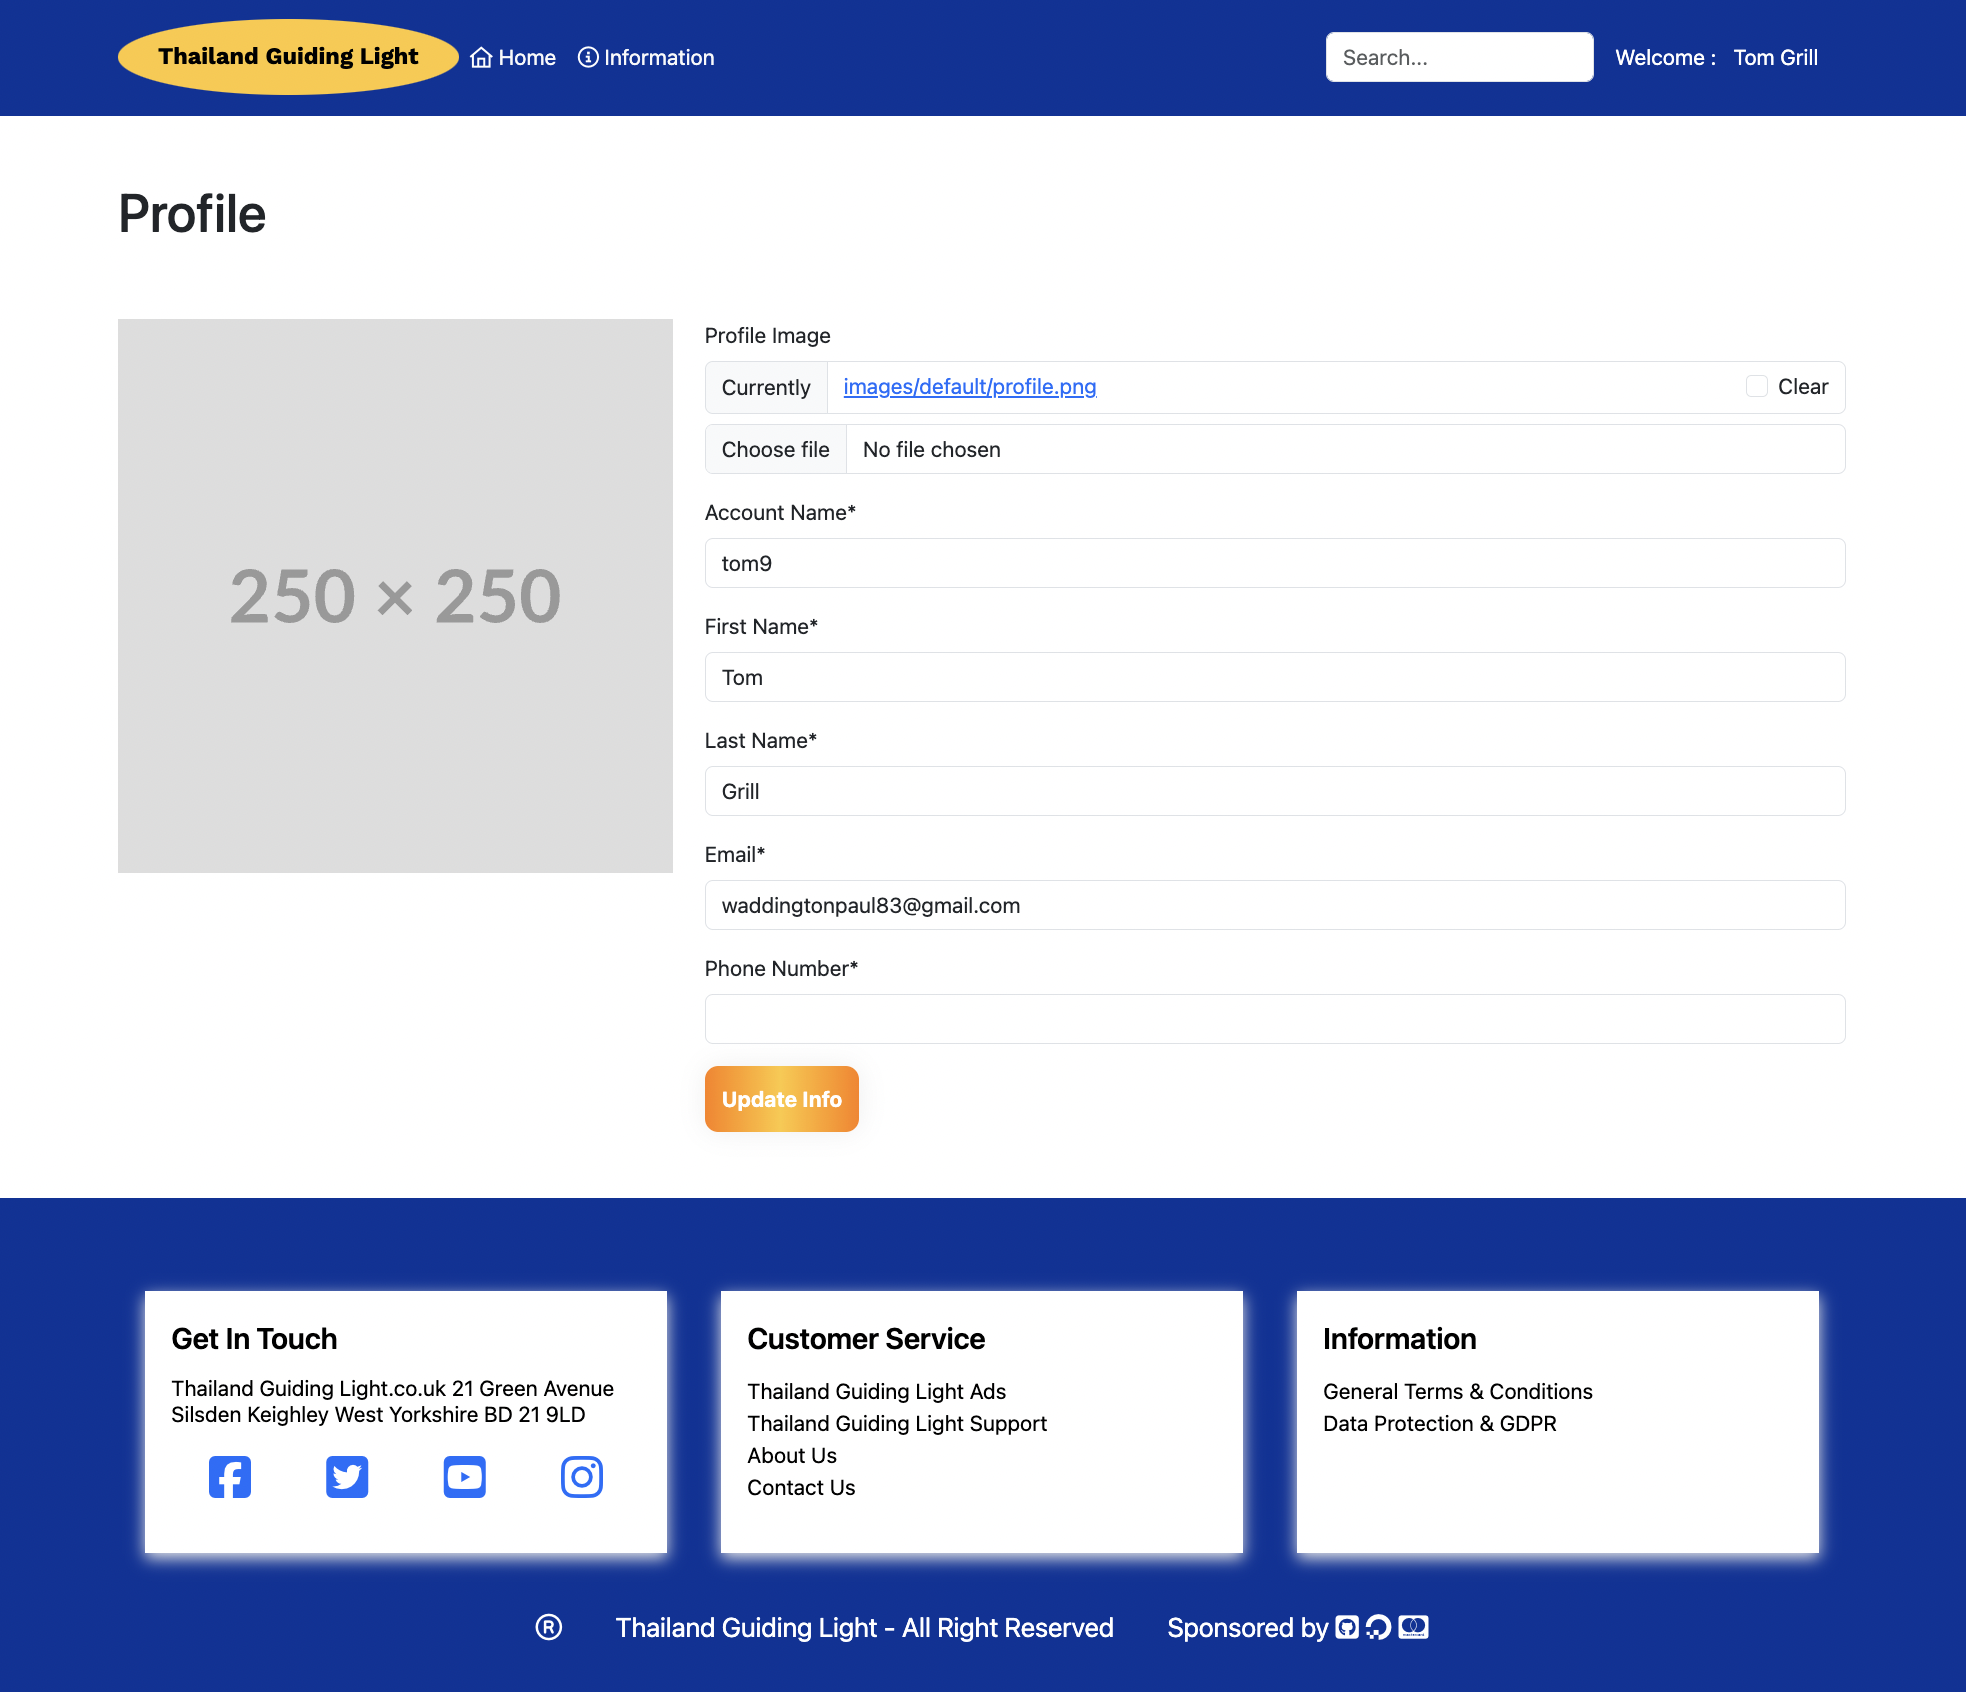 Thailand Guiding Light
Home
Information
Search...
Welcome :
Tom Grill
Profile
250 × 250
Profile Image
Currently
images/default/profile.png
Clear
Choose file
No file chosen
Account Name*
tom9
First Name*
Tom
Last Name*
Grill
Email*
waddingtonpaul83@gmail.com
Phone Number*
Update Info
Get In Touch
Thailand Guiding Light.co.uk 21 Green Avenue
Silsden Keighley West Yorkshire BD 21 9LD
Customer Service
Thailand Guiding Light Ads
Thailand Guiding Light Support
About Us
Contact Us
Information
General Terms & Conditions
Data Protection & GDPR
® Thailand Guiding Light - All Right Reserved
Sponsored by